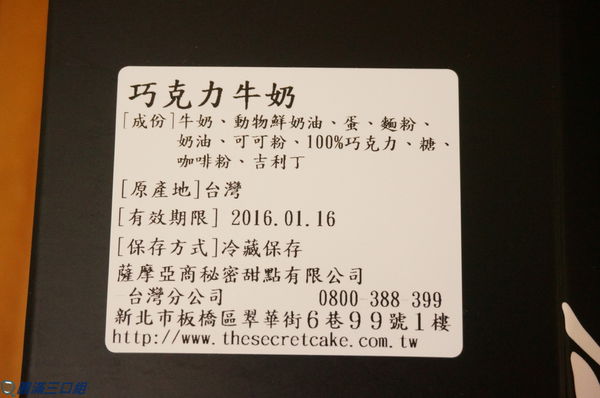 巧克力牛奶
[成份]牛奶、動物鮮奶油、蛋、麵粉、
奶油、可可粉、100%巧克力、糖、
咖啡粉、吉利丁
[原產地]台灣
[有效期限] 2016.01.16
[保存方式]冷藏保存
薩摩亞商秘密甜點有限公司
台灣分公司 0800-388-399
新北市板橋區翠華街6巷99號1樓
http://www.thesecretcake.com.tw
滿三口組